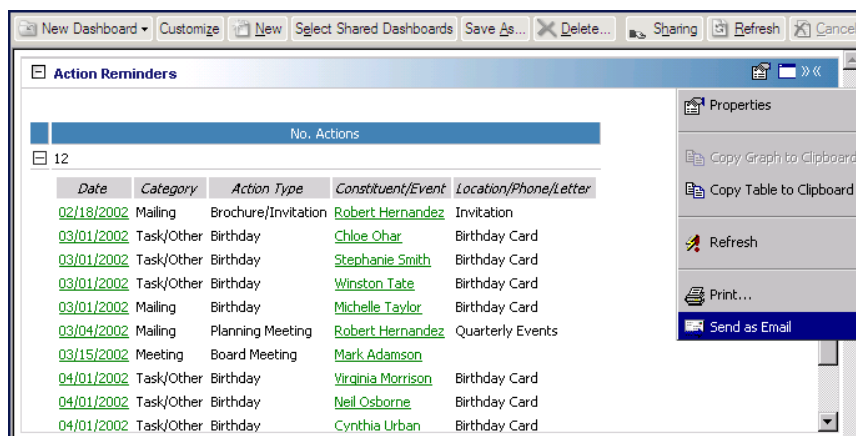 New Dashboard Customize New Select Shared Dashboards Save As... Delete... Sharing Refresh Cancel
Action Reminders
Properties
No. Actions
12
Copy Graph to Clipboard
Copy Table to Clipboard
Date Category Action Type Constituent/Event Location/Phone/Letter
02/18/2002 Mailing Brochure/Invitation Robert Hernandez Invitation
03/01/2002 Task/Other Birthday Chloe Ohar Birthday Card
Refresh
03/01/2002 Task/Other Birthday Stephanie Smith Birthday Card
03/01/2002 Task/Other Birthday Winston Tate Birthday Card
Print...
03/01/2002 Mailing Birthday Michelle Taylor Birthday Card
03/04/2002 Mailing Planning Meeting Robert Hernandez Quarterly Events
Send as Email
03/15/2002 Meeting Board Meeting Mark Adamson
04/01/2002 Task/Other Birthday Virginia Morrison Birthday Card
04/01/2002 Task/Other Birthday Neil Osborne Birthday Card
04/01/2002 Task/Other Birthday Cynthia Urban Birthday Card